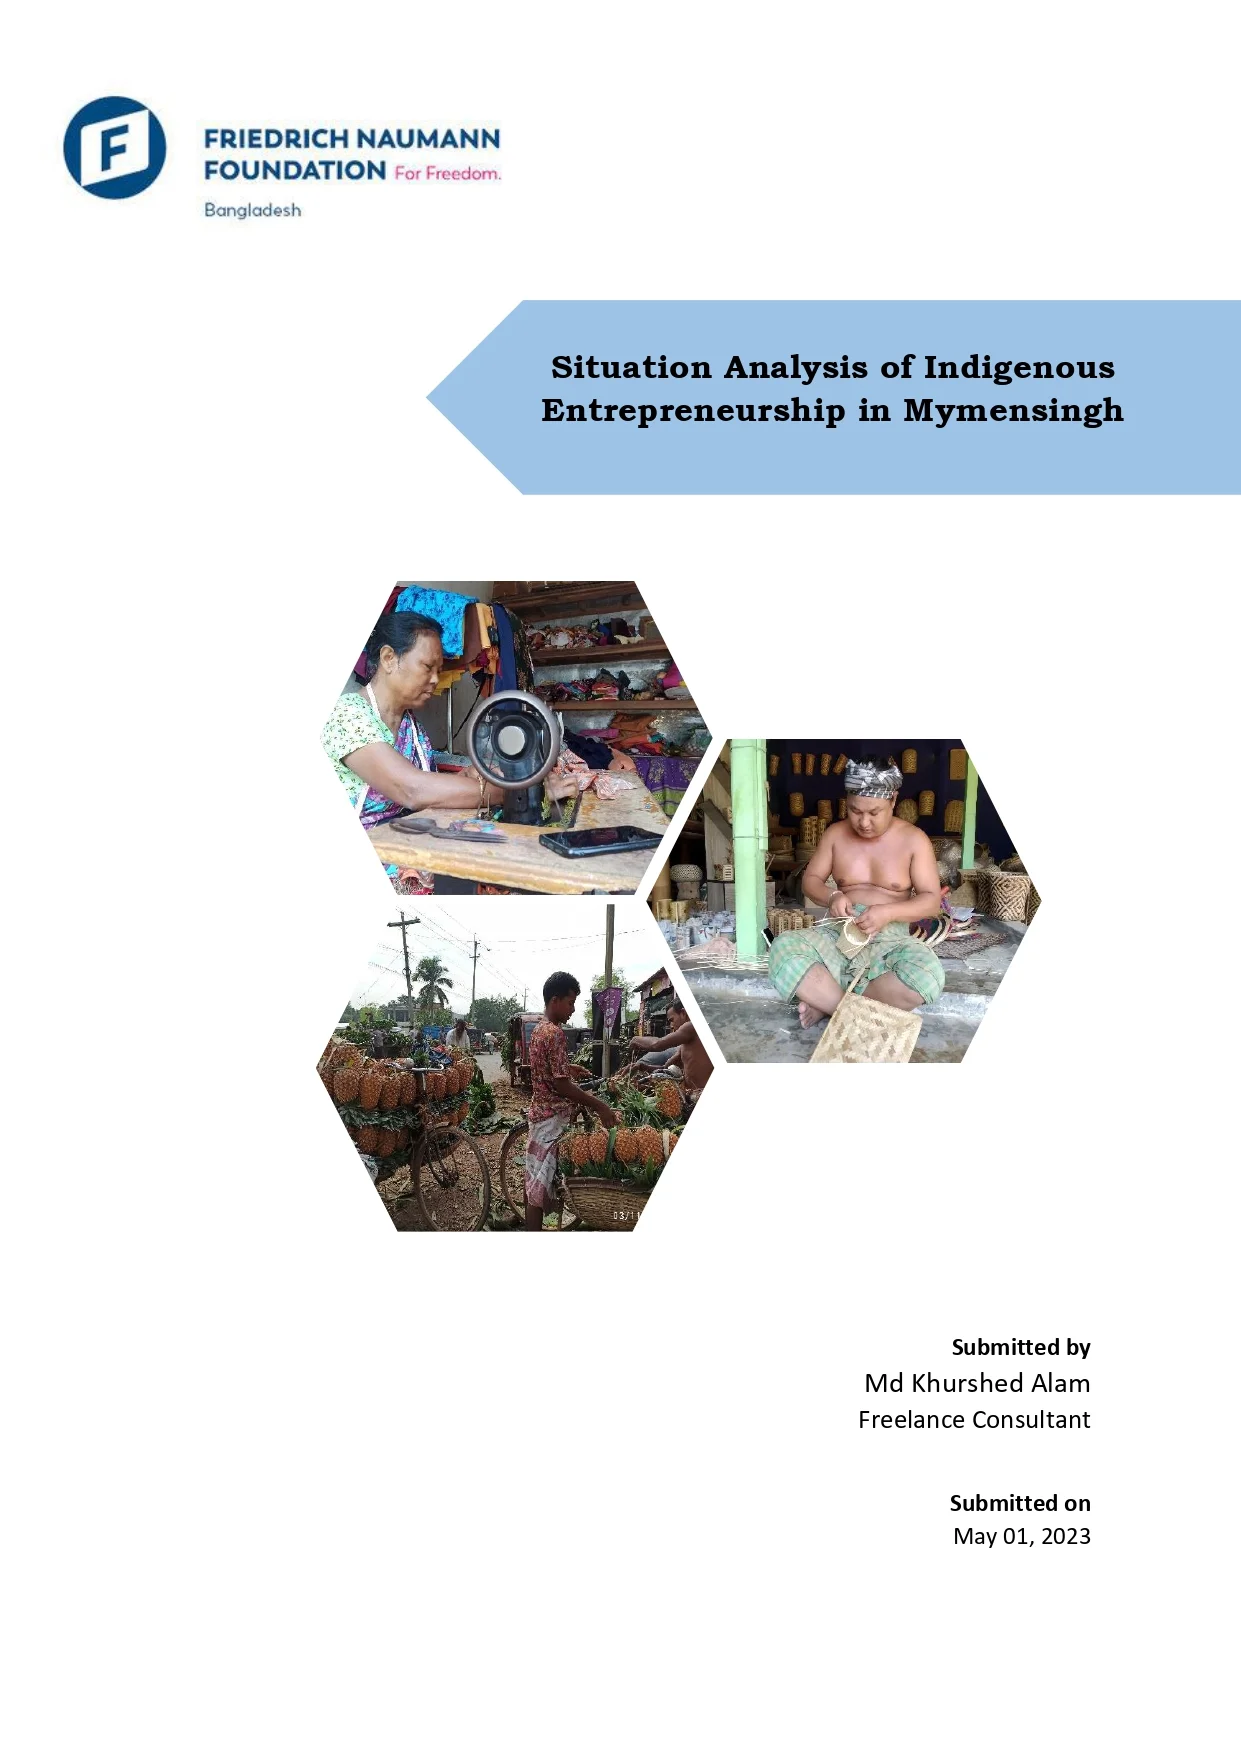 F
FRIEDRICH NAUMANN
FOUNDATION For Freedom.
Bangladesh
Situation Analysis of Indigenous
Entrepreneurship in Mymensingh
Submitted by
Md Khurshed Alam
Freelance Consultant
Submitted on
May 01, 2023